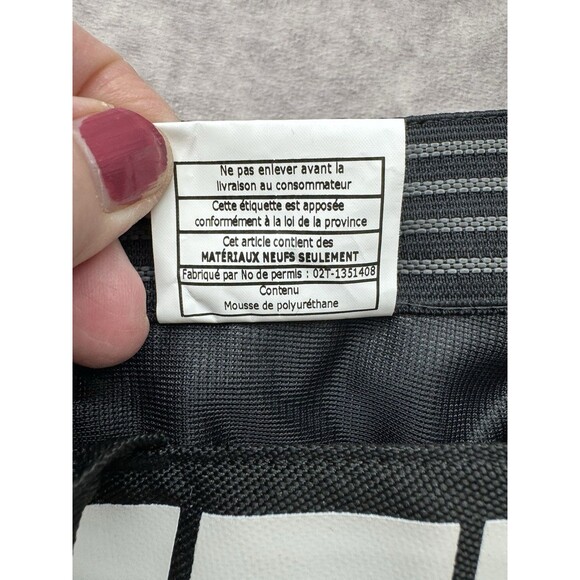 Ne pas enlever avant la
livraison au consommateur
Cette étiquette est apposée
conformément à la loi de la province
Cet article contient des
MATÉRIAUX NEUFS SEULEMENT
Fabriqué par No de permis : 02T-1351408
Contenu
Mousse de polyuréthane